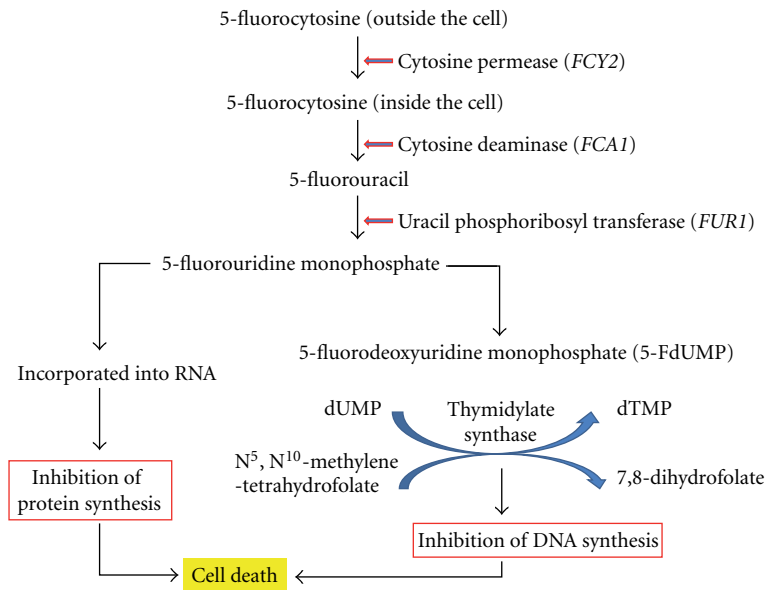 5-fluorocytosine (outside the cell)
Cytosine permease (FCY2)
5-fluorocytosine (inside the cell)
Cytosine deaminase (FCA1)
5-fluorouracil
Uracil phosphoribosyl transferase (FUR1)
5-fluorouridine monophosphate
5-fluorodeoxyuridine monophosphate (5-FdUMP)
Incorporated into RNA
dUMP
Thymidylate
synthase
dTMP
N⁵, N¹⁰-methylene
-tetrahydrofolate
7,8-dihydrofolate
Inhibition of
protein synthesis
Inhibition of DNA synthesis
Cell death